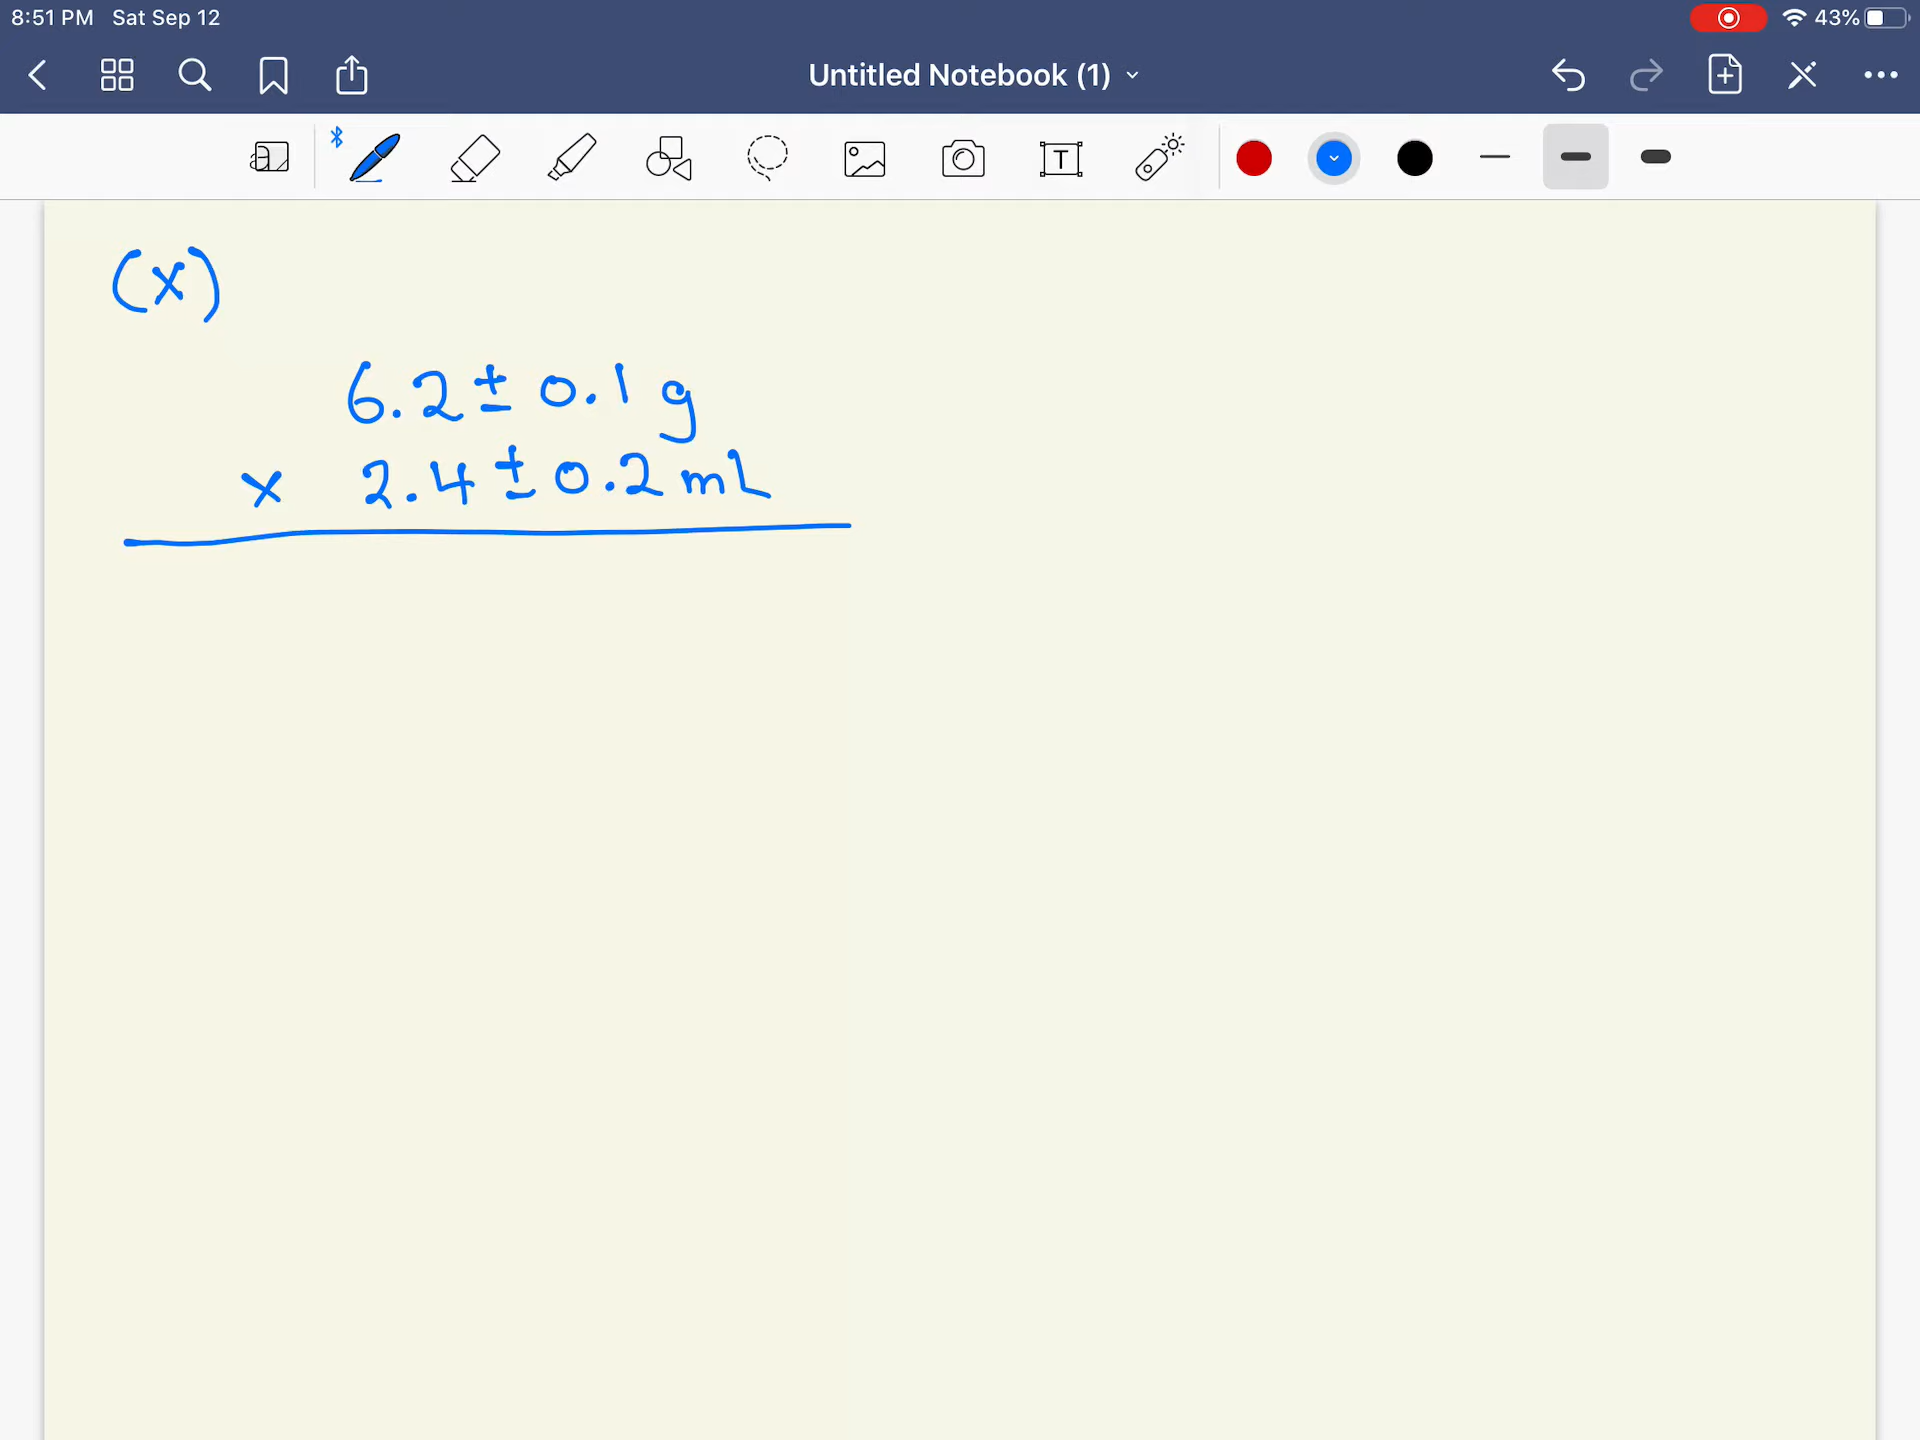 8:51 PM Sat Sep 12
43%
Untitled Notebook (1)
a
T
(x)
6.2 ± 0.1 g
x 2.4 ± 0.2 mL